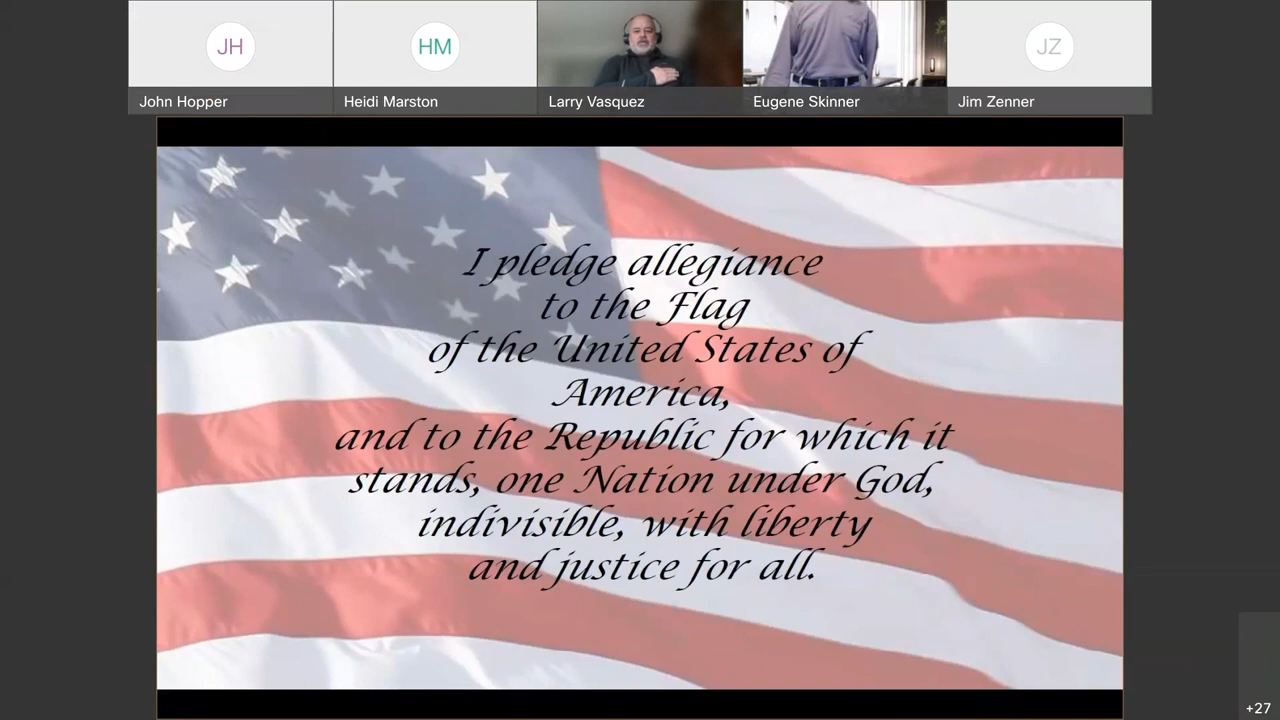 JH
HM
JZ
John Hopper
Heidi Marston
Larry Vasquez
Eugene Skinner
Jim Zenner
I pledge allegiance
to the Flag
of the United States of
America,
and to the Republic for which it
stands, one Nation under God,
indivisible, with liberty
and justice for all.
+27